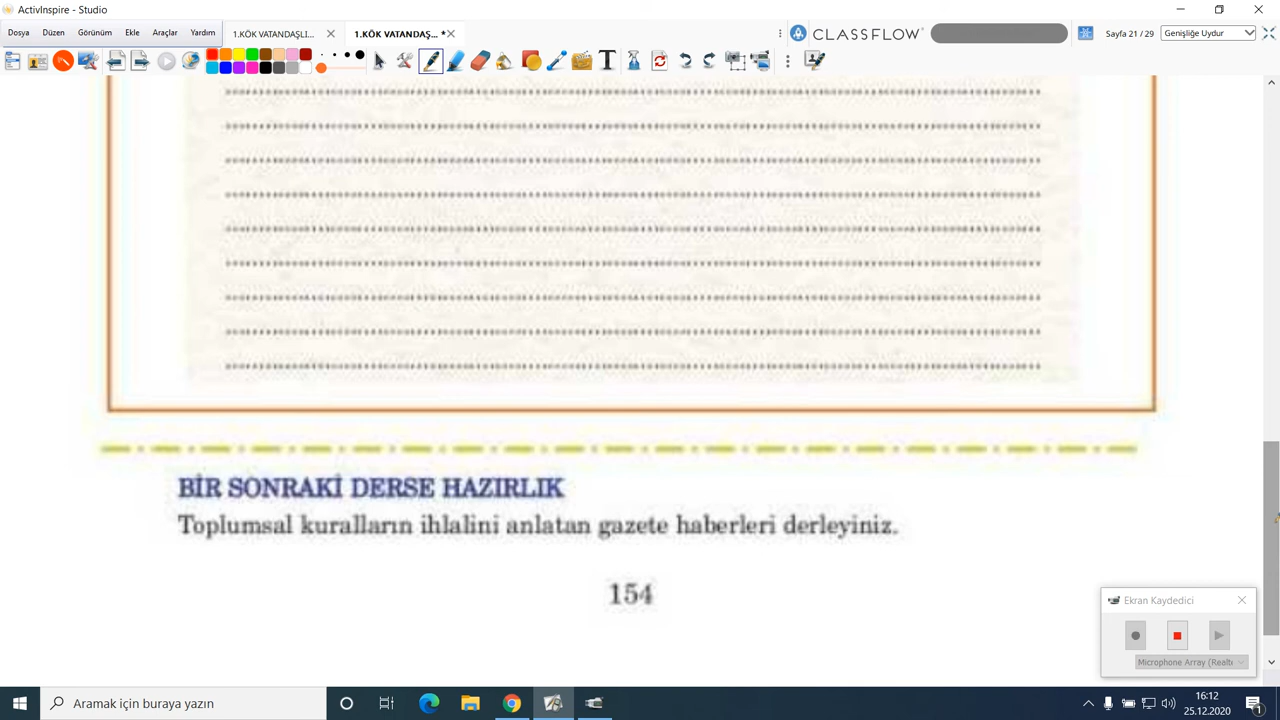 ActivInspire - Studio
Dosya Düzen Görünüm Ekle Araçlar Yardım
1.KÖK VATANDAŞLI...
1.KÖK VATANDAŞ... *
CLASSFLOW
Sayfa 21 / 29
Genişliğe Uydur
BİR SONRAKİ DERSE HAZIRLIK
Toplumsal kuralların ihlalini anlatan gazete haberleri derleyiniz.
154
Ekran Kaydedici
Microphone Array (Realte
Aramak için buraya yazın
16:12
25.12.2020
1